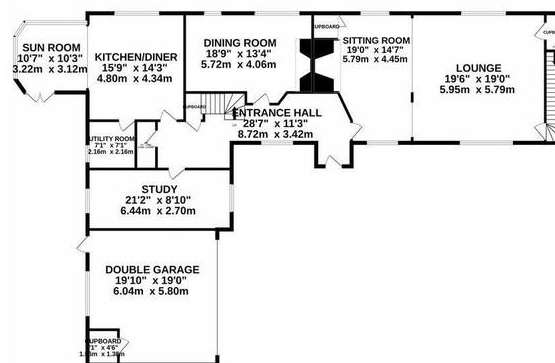 SUN ROOM
10'7" x 10'3"
3.22m x 3.12m
KITCHEN/DINER
15'9" x 14'3"
4.80m x 4.34m
DINING ROOM
18'9" x 13'4"
5.72m x 4.06m
CUPBOARD
SITTING ROOM
19'0" x 14'7"
5.79m x 4.45m
LOUNGE
19'6" x 19'0"
5.95m x 5.79m
CUPBOARD
ENTRANCE HALL
28'7" x 11'3"
8.72m x 3.42m
UTILITY ROOM
7'1" x 7'1"
2.16m x 2.16m
STUDY
21'2" x 8'10"
6.44m x 2.70m
DOUBLE GARAGE
19'10" x 19'0"
6.04m x 5.80m
CUPBOARD